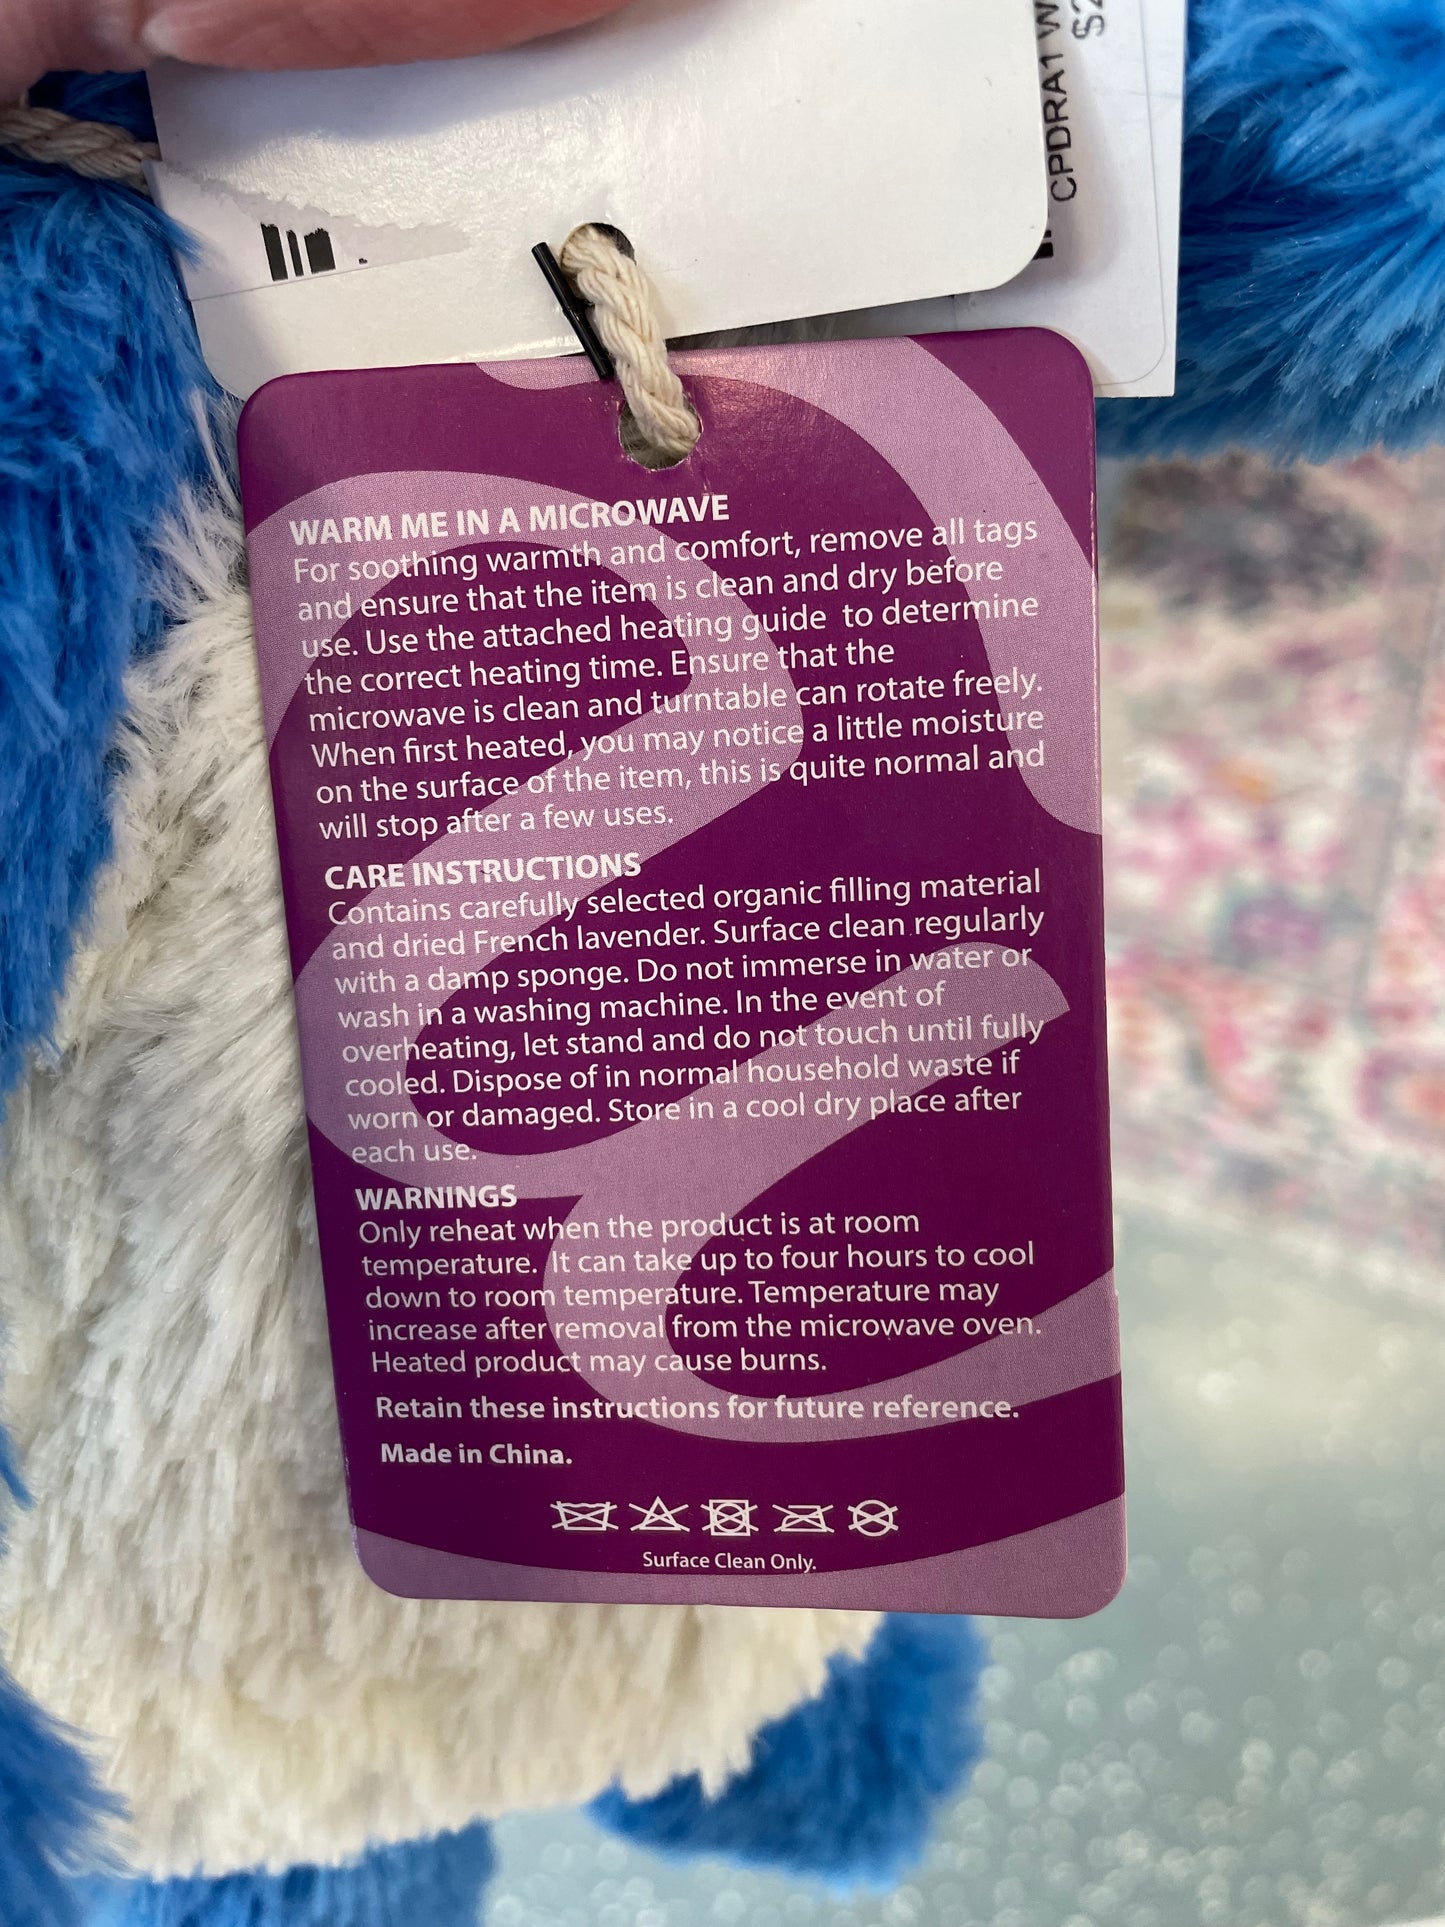 CPDRA1 W
$2
WARM ME IN A MICROWAVE
For soothing warmth and comfort, remove all tags
and ensure that the item is clean and dry before
use. Use the attached heating guide to determine
the correct heating time. Ensure that the
microwave is clean and turntable can rotate freely.
When first heated, you may notice a little moisture
on the surface of the item, this is quite normal and
will stop after a few uses.
CARE INSTRUCTIONS
Contains carefully selected organic filling material
and dried French lavender. Surface clean regularly
with a damp sponge. Do not immerse in water or
wash in a washing machine. In the event of
overheating, let stand and do not touch until fully
cooled. Dispose of in normal household waste if
worn or damaged. Store in a cool dry place after
each use.
WARNINGS
Only reheat when the product is at room
temperature. It can take up to four hours to cool
down to room temperature. Temperature may
increase after removal from the microwave oven.
Heated product may cause burns.
Retain these instructions for future reference.
Made in China.
Surface Clean Only.